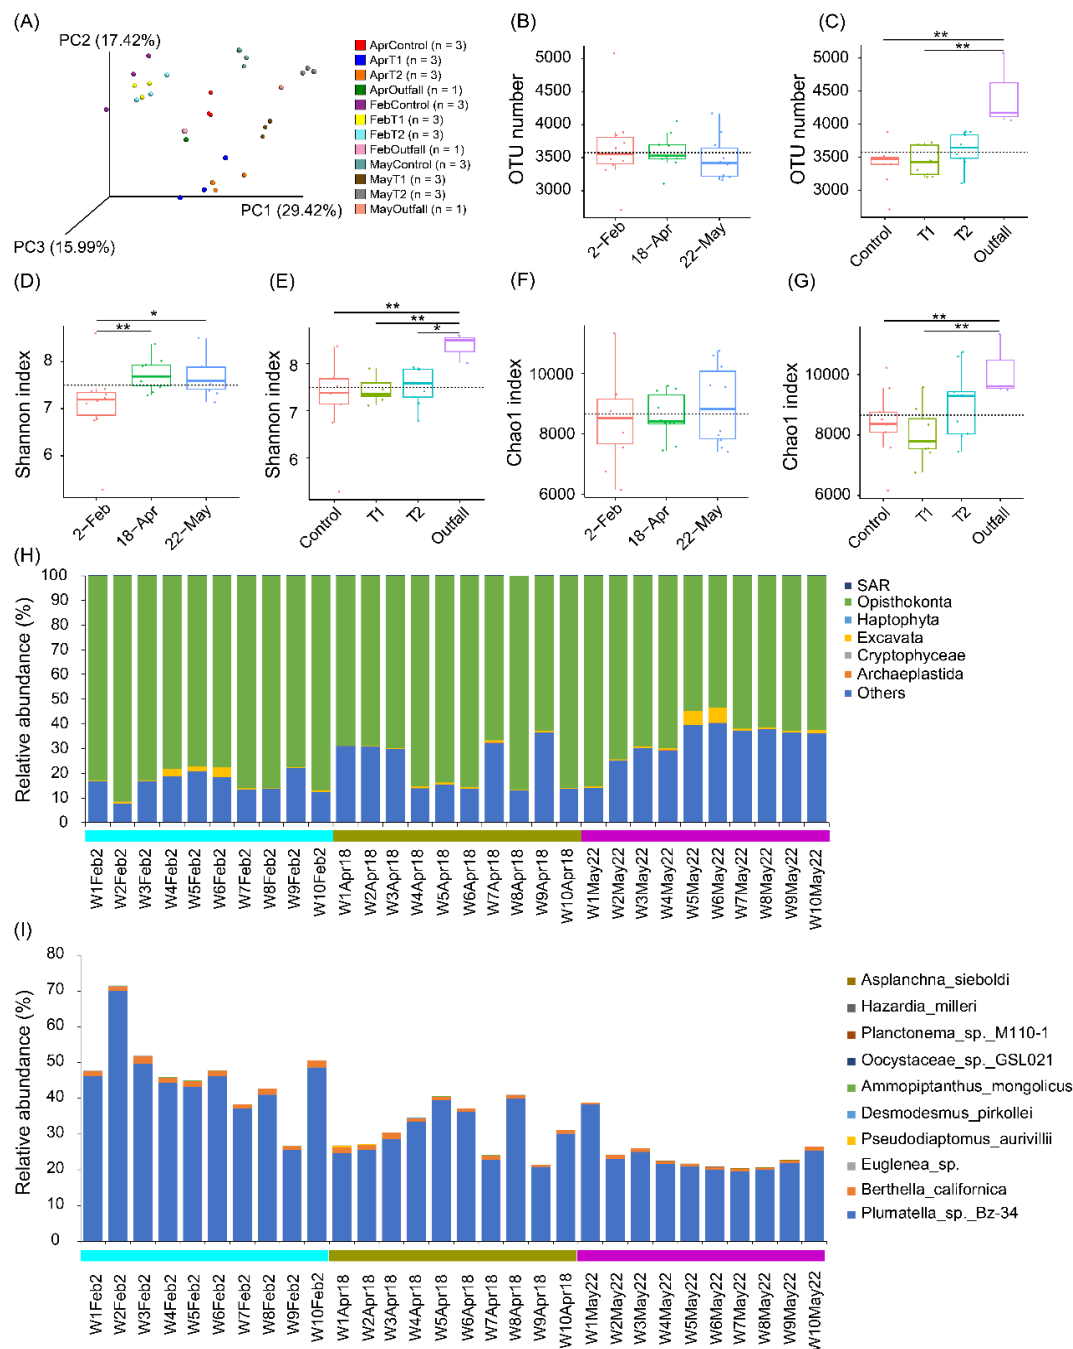 (A)
PC2 (17.42%)
PC1 (29.42%)
PC3 (15.99%)
AprControl (n = 3)
AprT1 (n = 3)
AprT2 (n = 3)
AprOutfall (n = 1)
FebControl (n = 3)
FebT1 (n = 3)
FebT2 (n = 3)
FebOutfall (n = 1)
MayControl (n = 3)
MayT1 (n = 3)
MayT2 (n = 3)
MayOutfall (n = 1)
(B)
OTU number
5000
4500
4000
3500
3000
2-Feb
18-Apr
22-May
(C)
OTU number
5000
4500
4000
3500
3000
**
**
Control
T1
T2
Outfall
(D)
Shannon index
8
7
6
*
**
2-Feb
18-Apr
22-May
(E)
Shannon index
8
7
6
**
**
*
Control
T1
T2
Outfall
(F)
Chao1 index
10000
8000
6000
2-Feb
18-Apr
22-May
(G)
Chao1 index
10000
8000
6000
**
**
Control
T1
T2
Outfall
(H)
Relative abundance (%)
100
90
80
70
60
50
40
30
20
10
0
SAR
Opisthokonta
Haptophyta
Excavata
Cryptophyceae
Archaeplastida
Others
W1Feb2
W2Feb2
W3Feb2
W4Feb2
W5Feb2
W6Feb2
W7Feb2
W8Feb2
W9Feb2
W10Feb2
W1Apr18
W2Apr18
W3Apr18
W4Apr18
W5Apr18
W6Apr18
W7Apr18
W8Apr18
W9Apr18
W10Apr18
W1May22
W2May22
W3May22
W4May22
W5May22
W6May22
W7May22
W8May22
W9May22
W10May22
(I)
Relative abundance (%)
80
70
60
50
40
30
20
10
0
Asplanchna_sieboldi
Hazardia_milleri
Planctonema_sp._M110-1
Oocystaceae_sp._GSL021
Ammopiptanthus_mongolicus
Desmodesmus_pirkollei
Pseudodiaptomus_aurivillii
Euglenea_sp.
Berthella_californica
Plumatella_sp._Bz-34
W1Feb2
W2Feb2
W3Feb2
W4Feb2
W5Feb2
W6Feb2
W7Feb2
W8Feb2
W9Feb2
W10Feb2
W1Apr18
W2Apr18
W3Apr18
W4Apr18
W5Apr18
W6Apr18
W7Apr18
W8Apr18
W9Apr18
W10Apr18
W1May22
W2May22
W3May22
W4May22
W5May22
W6May22
W7May22
W8May22
W9May22
W10May22